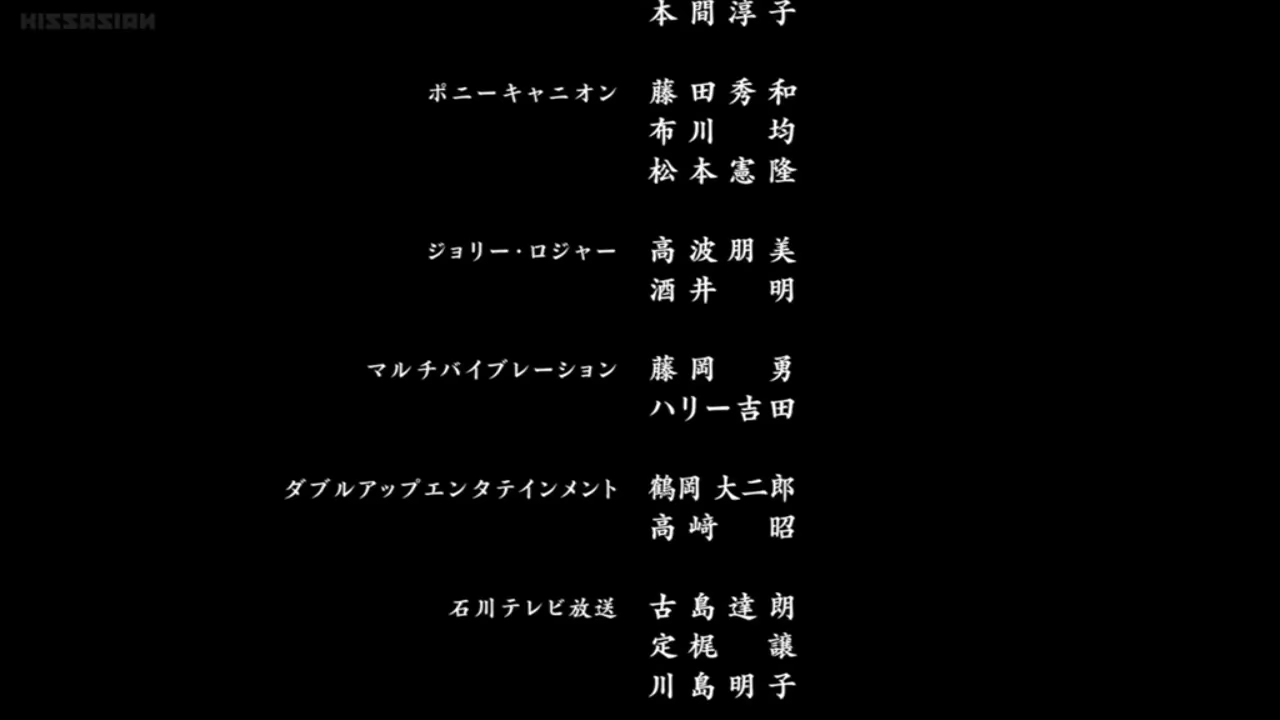 KISSASIAN
本間淳子
ポニーキャニオン 藤田秀和
布川 均
松本憲隆
ジョリー・ロジャー 高波朋美
酒井 明
マルチバイブレーション 藤岡 勇
ハリー吉田
ダブルアップエンタテインメント 鶴岡 大二郎
高﨑 昭
石川テレビ放送 古島達朗
定梶 譲
川島明子